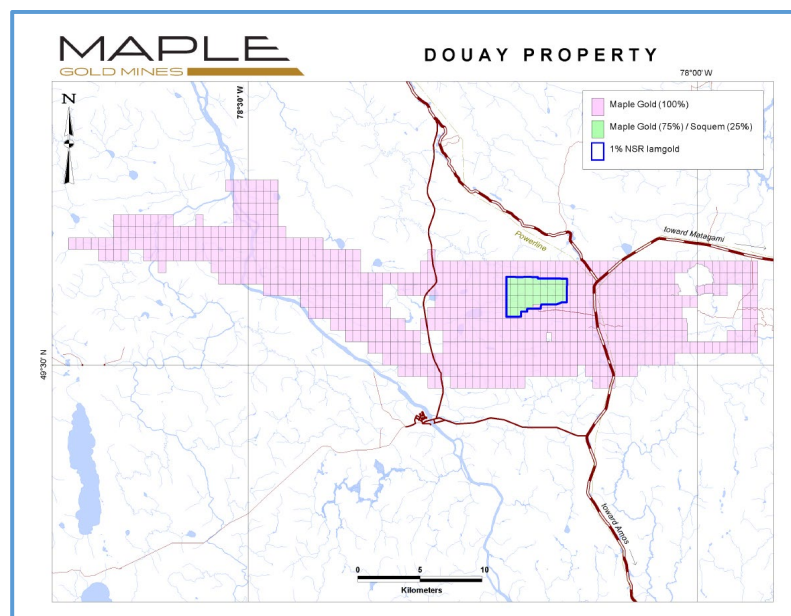 MAPLE
GOLD MINES
DOUAY PROPERTY
78°00' W
78°30' W
N
Maple Gold (100%)
Maple Gold (75%) / Soquem (25%)
1% NSR Iamgold
Powerline
toward Matagami
49°30' N
toward Amos
0 5 10
Kilometers